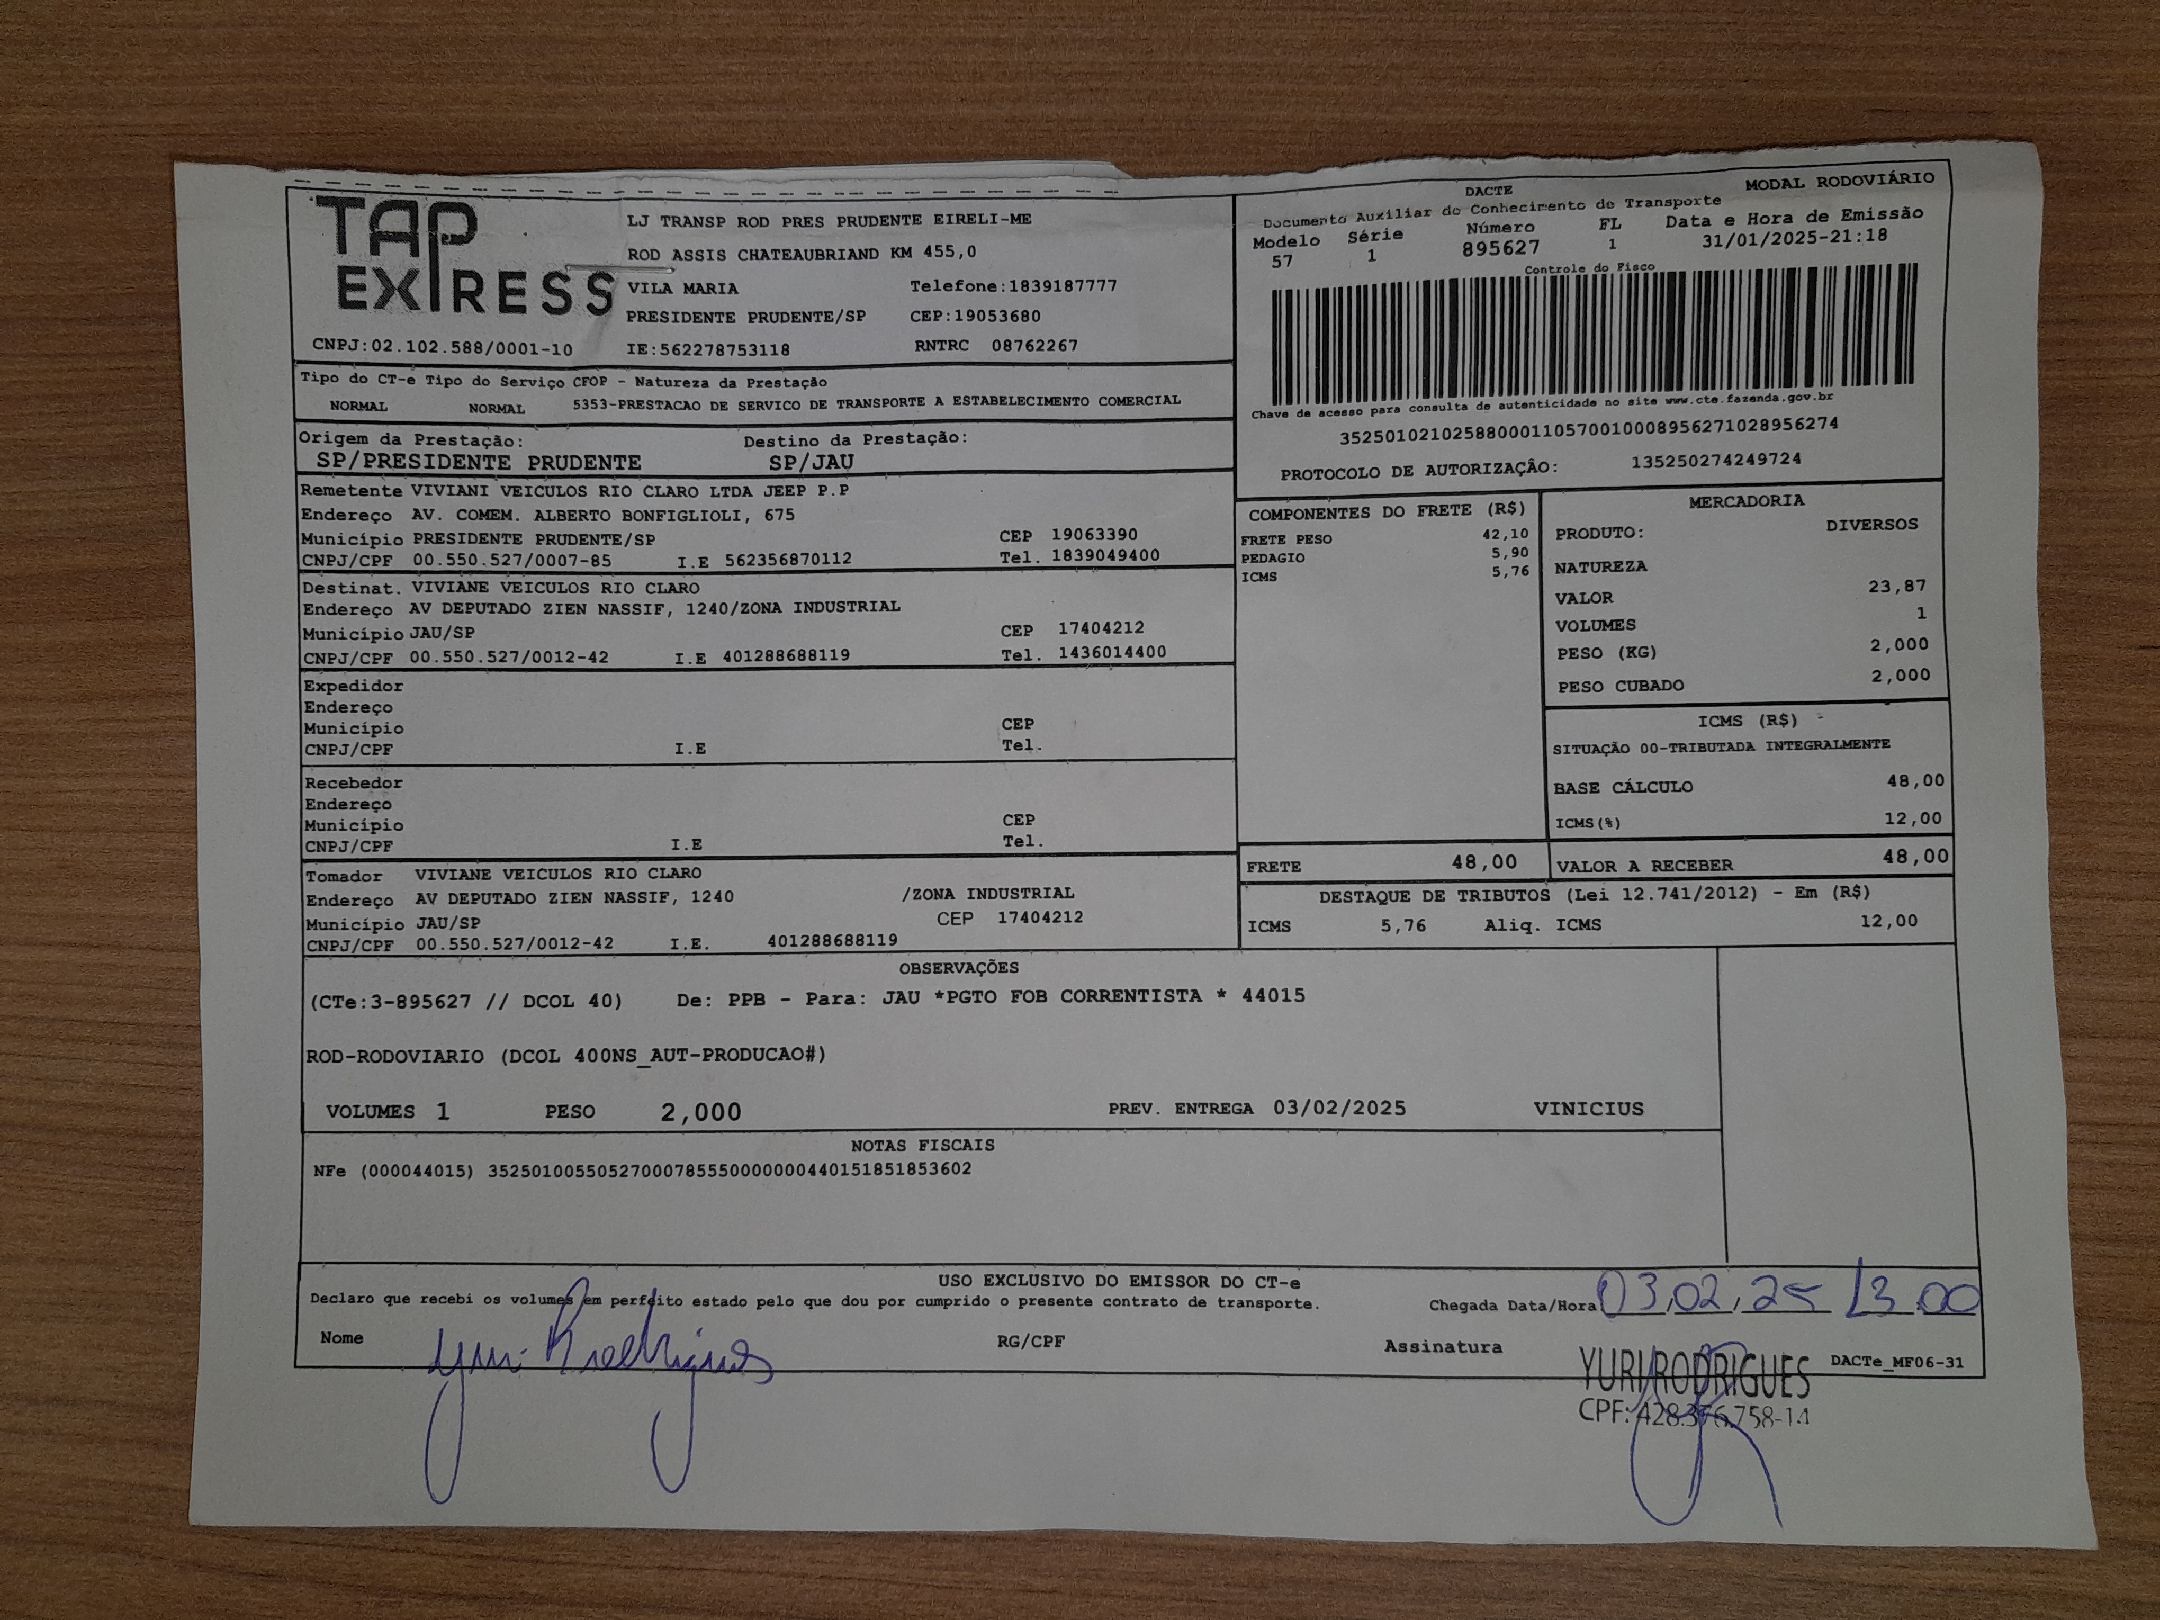 TAP EXPRESS
LJ TRANSP ROD PRES PRUDENTE EIRELI-ME
ROD ASSIS CHATEAUBRIAND KM 455,0
VILA MARIA Telefone:1839187777
PRESIDENTE PRUDENTE/SP CEP:19053680
CNPJ:02.102.588/0001-10 IE:562278753118 RNTRC 08762267
DACTE MODAL RODOVIÁRIO
Documento Auxiliar do Conhecimento de Transporte
Modelo Série Número FL Data e Hora de Emissão
57 1 895627 1 31/01/2025-21:18
Controle do Fisco
Chave de acesso para consulta de autenticidade no site www.cte.fazenda.gov.br
35250102102588000110570010008956271028956274
PROTOCOLO DE AUTORIZAÇÂO: 135250274249724
Tipo do CT-e Tipo do Serviço CFOP - Natureza da Prestação
NORMAL NORMAL 5353-PRESTACAO DE SERVICO DE TRANSPORTE A ESTABELECIMENTO COMERCIAL
Origem da Prestação: Destino da Prestação:
SP/PRESIDENTE PRUDENTE SP/JAU
Remetente VIVIANI VEICULOS RIO CLARO LTDA JEEP P.P
Endereço AV. COMEM. ALBERTO BONFIGLIOLI, 675
Município PRESIDENTE PRUDENTE/SP CEP 19063390
CNPJ/CPF 00.550.527/0007-85 I.E 562356870112 Tel. 1839049400
Destinat. VIVIANE VEICULOS RIO CLARO
Endereço AV DEPUTADO ZIEN NASSIF, 1240/ZONA INDUSTRIAL
Município JAU/SP CEP 17404212
CNPJ/CPF 00.550.527/0012-42 I.E 401288688119 Tel. 1436014400
Expedidor
Endereço
Município CEP
CNPJ/CPF I.E Tel.
Recebedor
Endereço
Município CEP
CNPJ/CPF I.E Tel.
Tomador VIVIANE VEICULOS RIO CLARO
Endereço AV DEPUTADO ZIEN NASSIF, 1240 /ZONA INDUSTRIAL
Município JAU/SP CEP 17404212
CNPJ/CPF 00.550.527/0012-42 I.E. 401288688119
COMPONENTES DO FRETE (R$)
FRETE PESO 42,10
PEDAGIO 5,90
ICMS 5,76
MERCADORIA
PRODUTO: DIVERSOS
NATUREZA
VALOR 23,87
VOLUMES 1
PESO (KG) 2,000
PESO CUBADO 2,000
ICMS (R$)
SITUAÇÃO 00-TRIBUTADA INTEGRALMENTE
BASE CÁLCULO 48,00
ICMS(%) 12,00
FRETE 48,00 VALOR A RECEBER 48,00
DESTAQUE DE TRIBUTOS (Lei 12.741/2012) - Em (R$)
ICMS 5,76 Aliq. ICMS 12,00
OBSERVAÇÕES
(CTe:3-895627 // DCOL 40) De: PPB - Para: JAU *PGTO FOB CORRENTISTA * 44015
ROD-RODOVIARIO (DCOL 400NS_AUT-PRODUCAO#)
VOLUMES 1 PESO 2,000 PREV. ENTREGA 03/02/2025 VINICIUS
NOTAS FISCAIS
NFe (000044015) 35250100550527000785550000000440151851853602
USO EXCLUSIVO DO EMISSOR DO CT-e
Declaro que recebi os volumes em perfeito estado pelo que dou por cumprido o presente contrato de transporte.
Chegada Data/Hora 03,02,25 13:00
Nome Yuri Rodrigues RG/CPF Assinatura
YURI RODRIGUES DACTe_MF06-31
CPF: 428.376.758-14